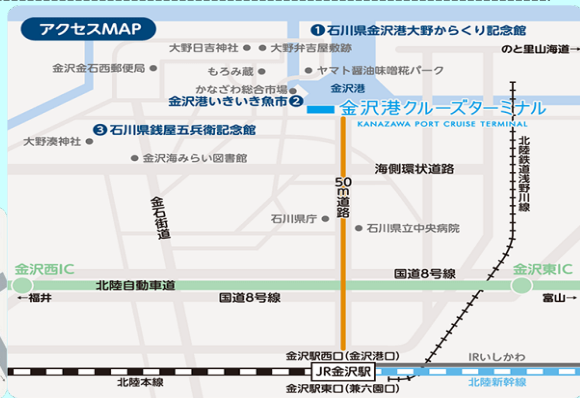 アクセスMAP
①石川県金沢港大野からくり記念館
大野日吉神社
大野弁吉屋敷跡
のと里山海道→
金沢金石西郵便局
もろみ蔵
ヤマト醤油味噌糀パーク
かなざわ総合市場
金沢港
金沢港いきいき魚市②
金沢港クルーズターミナル
KANAZAWA PORT CRUISE TERMINAL
③石川県銭屋五兵衛記念館
大野湊神社
金沢海みらい図書館
海側環状道路
北陸鉄道浅野川線
50m道路
金石街道
石川県庁
石川県立中央病院
金沢西IC
金沢東IC
北陸自動車道
国道8号線
←福井
国道8号線
富山→
金沢駅西口(金沢港口)
IRいしかわ
JR金沢駅
北陸本線
北陸新幹線
金沢駅東口(兼六園口)